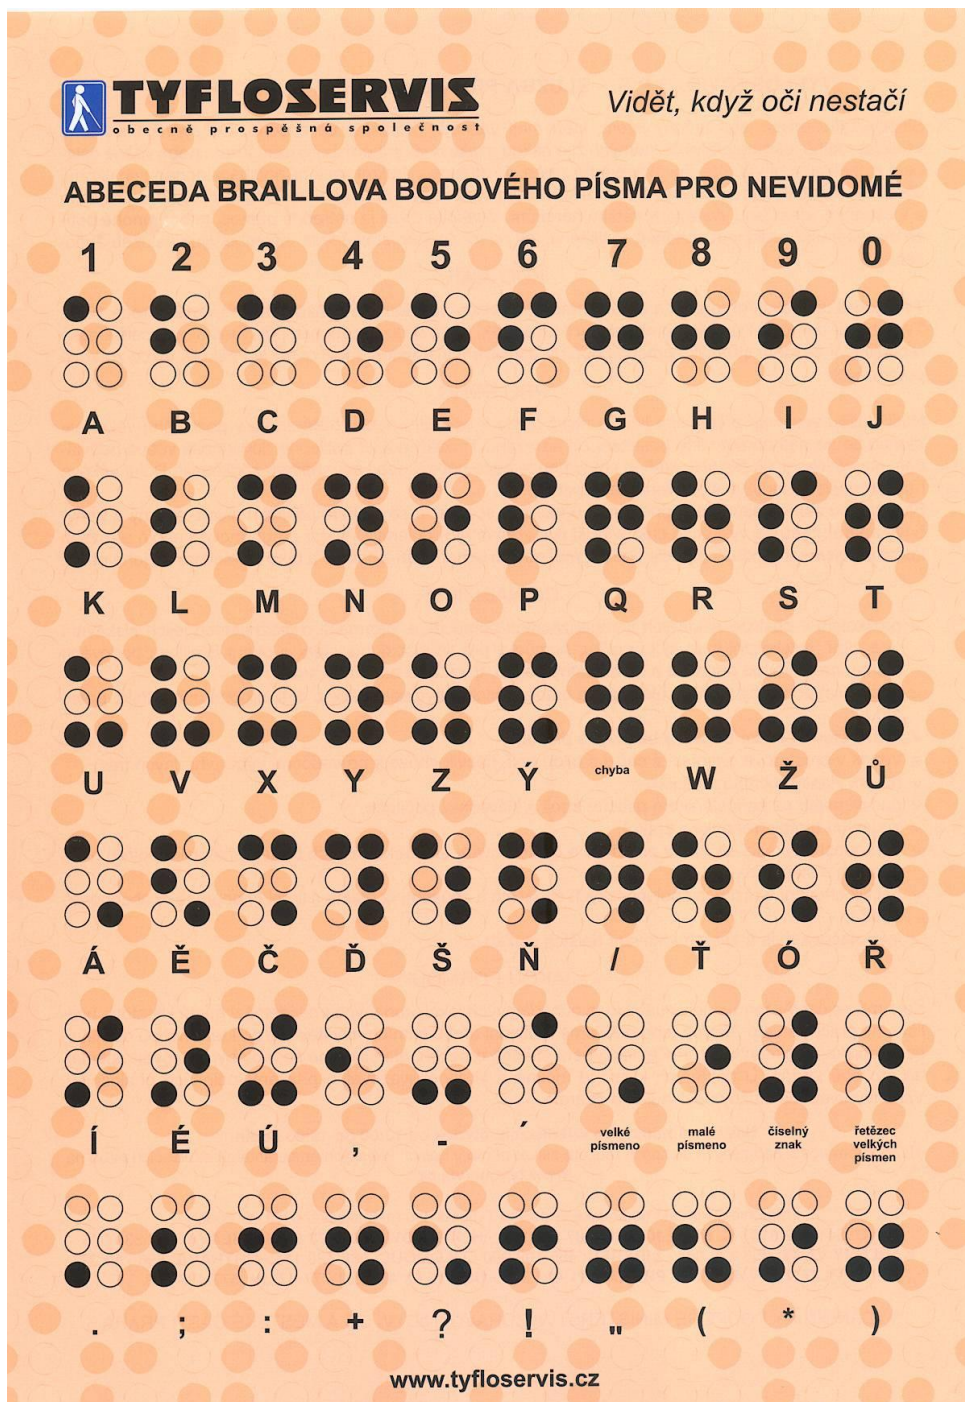 TYFLOSERVIS
obecně prospěšná společnost
Vidět, když oči nestačí
ABECEDA BRAILLOVA BODOVÉHO PÍSMA PRO NEVIDOMÉ
1 2 3 4 5 6 7 8 9 0
A B C D E F G H I J
K L M N O P Q R S T
U V X Y Z Ý chyba W Ž Ů
Á Ě Č Ď Š Ň / Ť Ó Ř
Í É Ú , - ´ velké písmeno malé písmeno číselný znak řetězec velkých písmen
. ; : + ? ! " ( * )
www.tyfloservis.cz